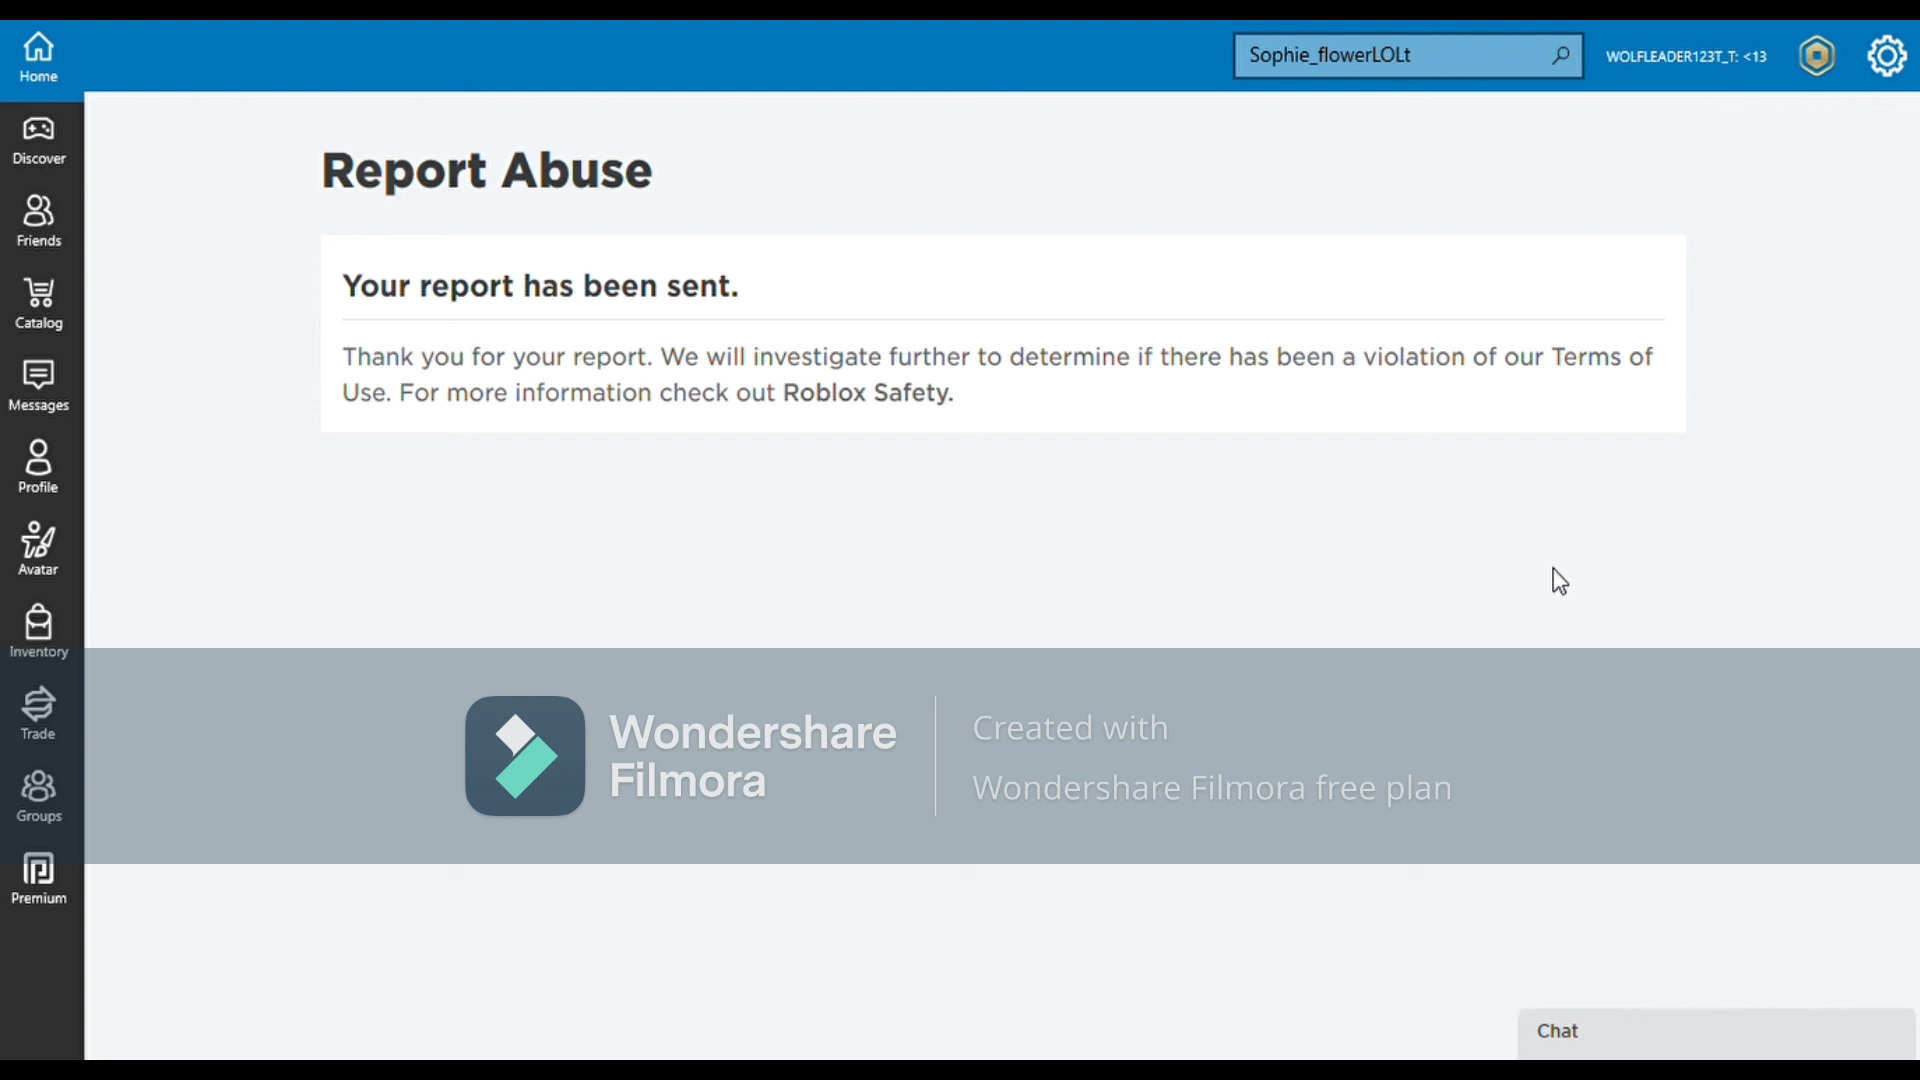 Home
Sophie_flowerLOLt
WOLFLEADER123T_T: <13
Discover
Friends
Catalog
Messages
Profile
Avatar
Inventory
Trade
Groups
Premium
Report Abuse
Your report has been sent.
Thank you for your report. We will investigate further to determine if there has been a violation of our Terms of
Use. For more information check out Roblox Safety.
Wondershare
Filmora
Created with
Wondershare Filmora free plan
Chat